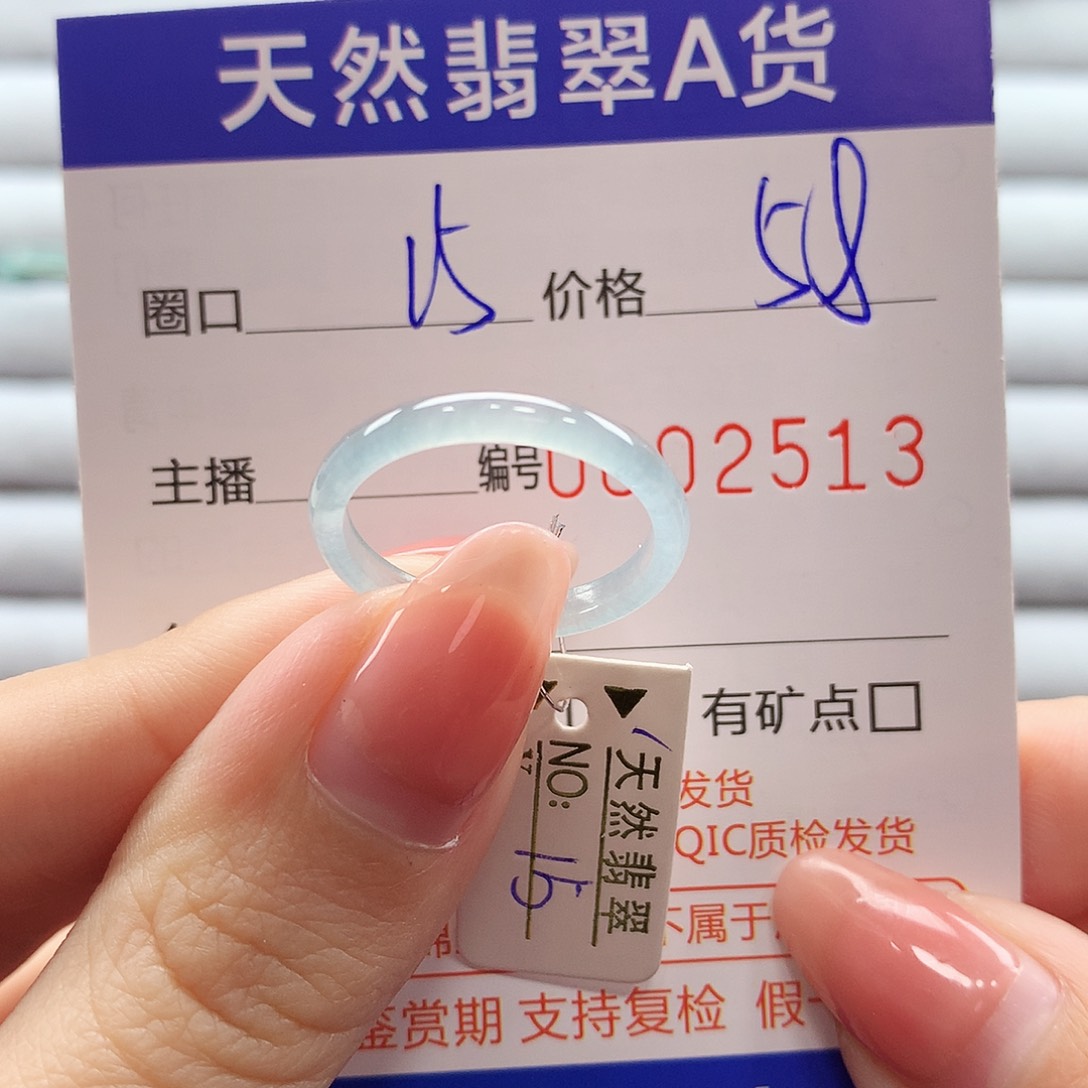 天然翡翠A货
圈口 15 价格 58
主播 编号 0002513
有矿点□
发货
QIC质检发货
不属于
鉴赏期 支持复检 假一
天然翡翠
NO:
15